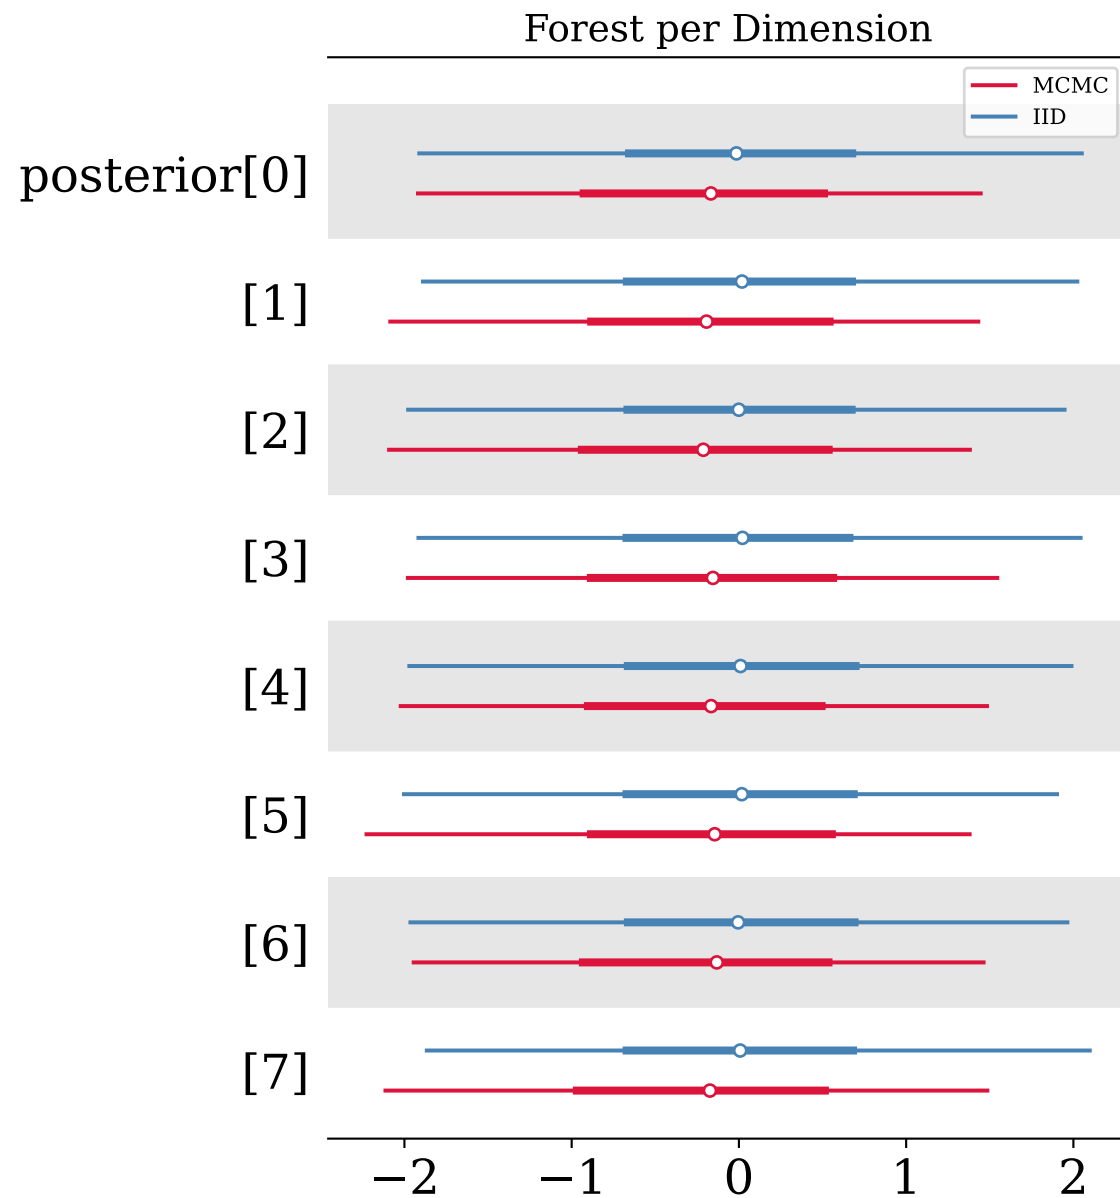 Forest per Dimension
MCMC
IID
posterior[0]
[1]
[2]
[3]
[4]
[5]
[6]
[7]
−2 −1 0 1 2